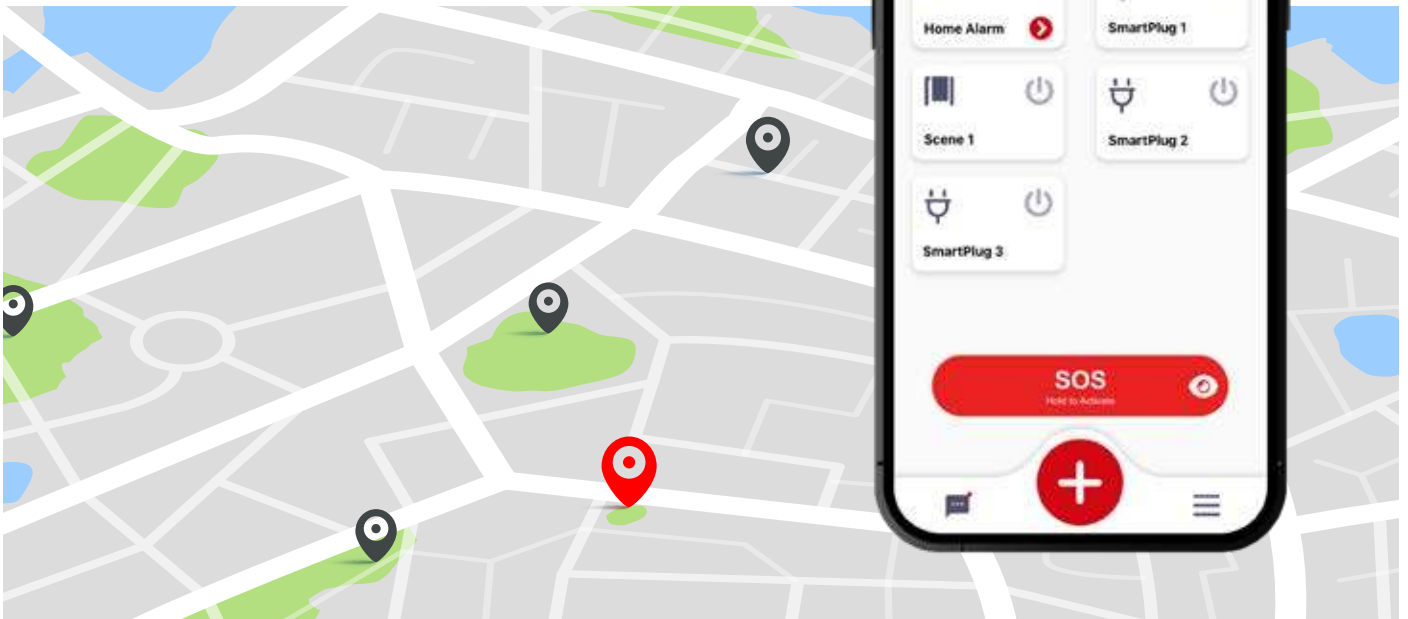 Home Alarm
SmartPlug 1
Scene 1
SmartPlug 2
SmartPlug 3
SOS
Hold to Activate